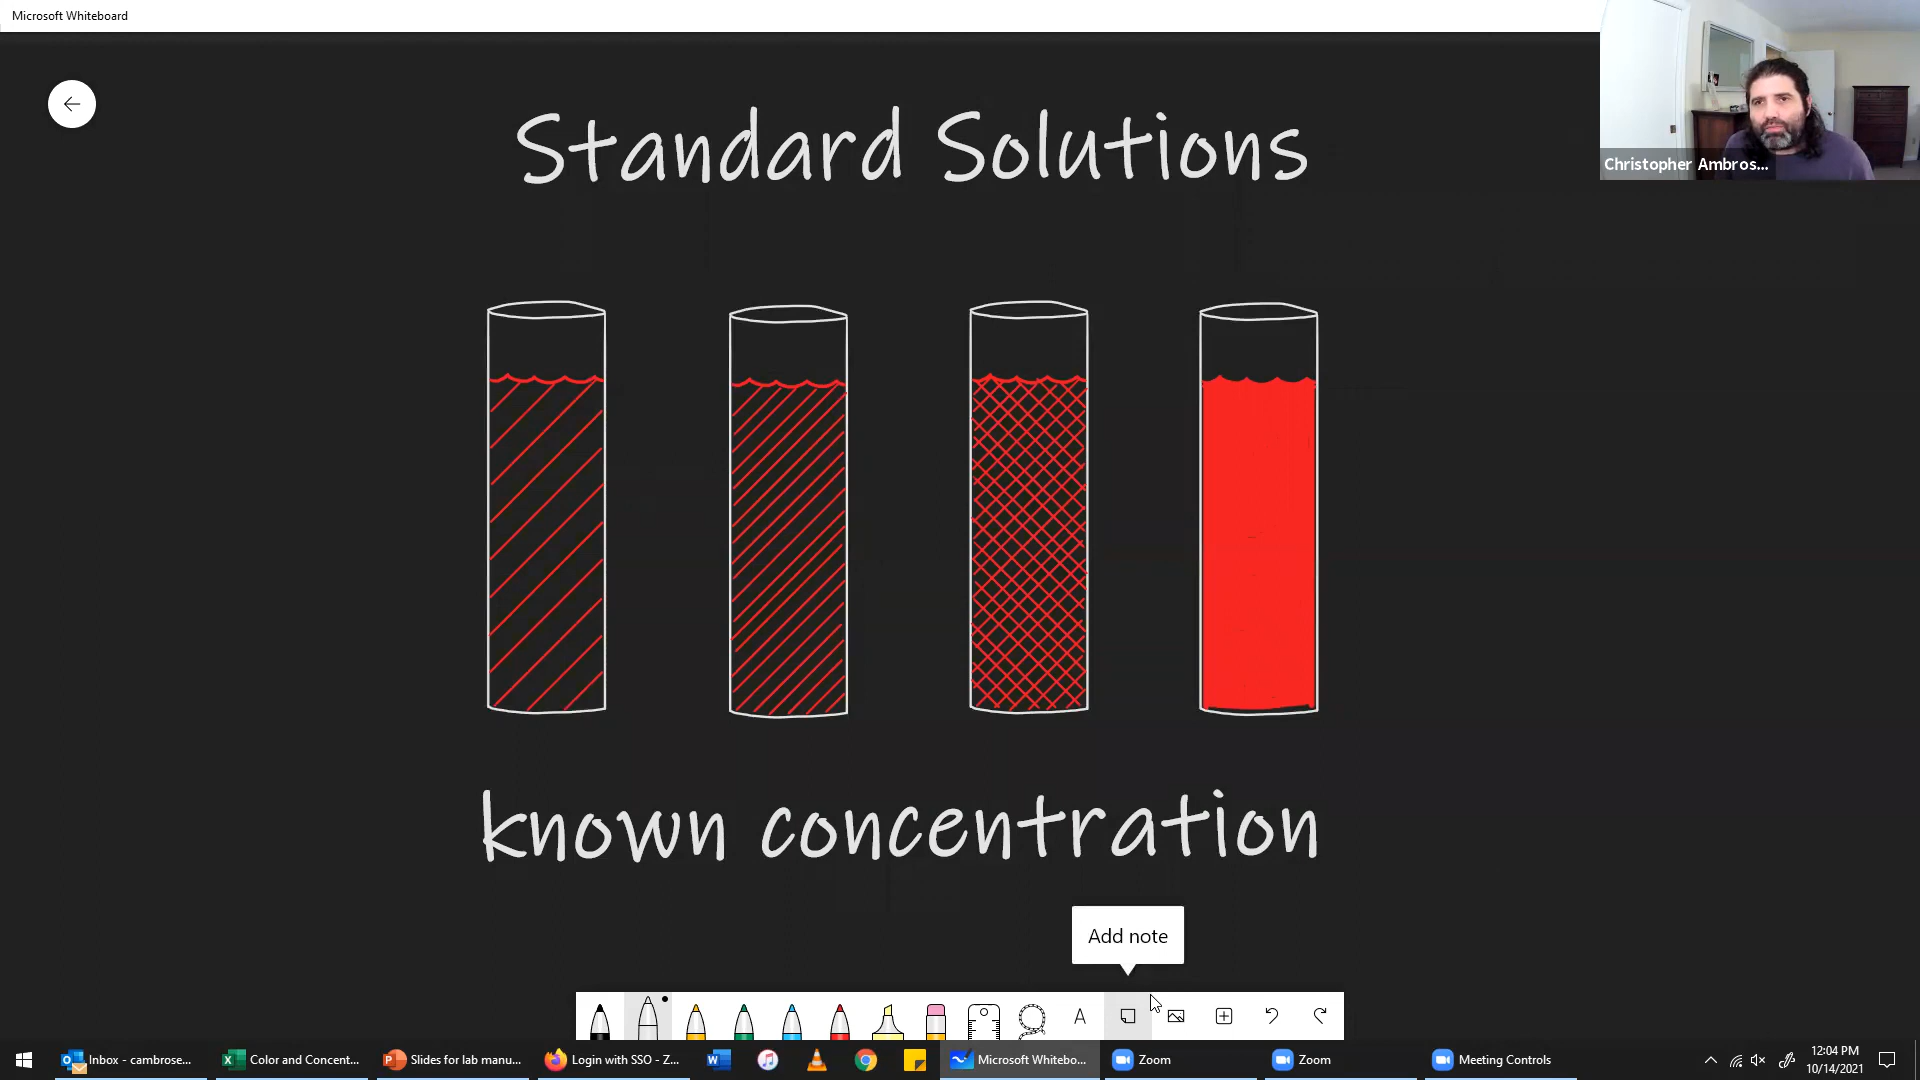 Microsoft Whiteboard
Christopher Ambros...
Standard Solutions
known concentration
Add note
A
Inbox - cambrose...
Color and Concent...
Slides for lab manu...
Login with SSO - Z...
Microsoft Whitebo...
Zoom
Zoom
Meeting Controls
12:04 PM
10/14/2021